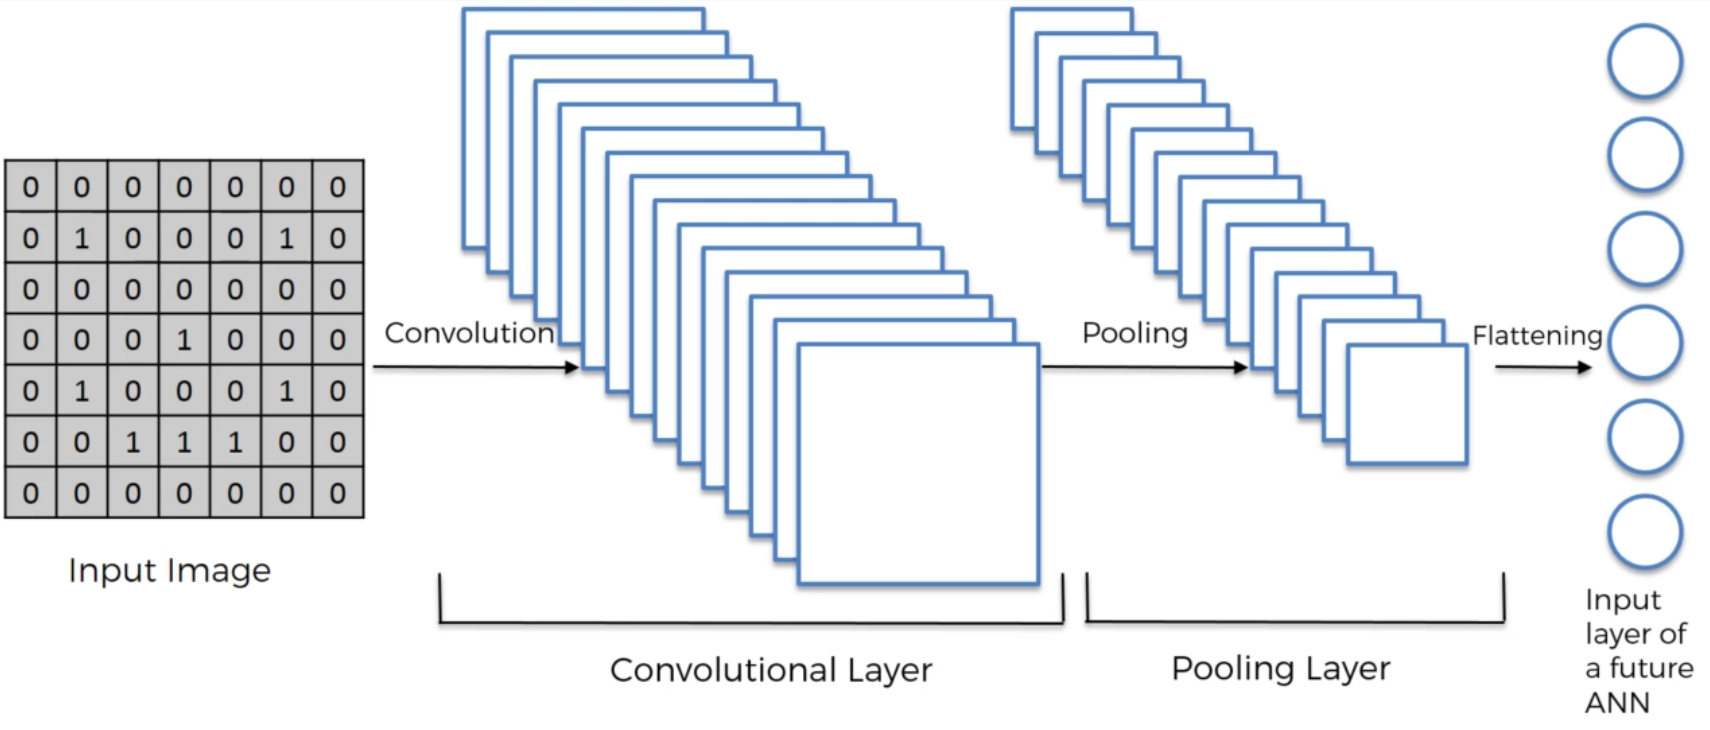 0 0 0 0 0 0 0
0 1 0 0 0 1 0
0 0 0 0 0 0 0
0 0 0 1 0 0 0
0 1 0 0 0 1 0
0 0 1 1 1 0 0
0 0 0 0 0 0 0
Input Image
Convolution
Convolutional Layer
Pooling
Pooling Layer
Flattening
Input
layer of
a future
ANN